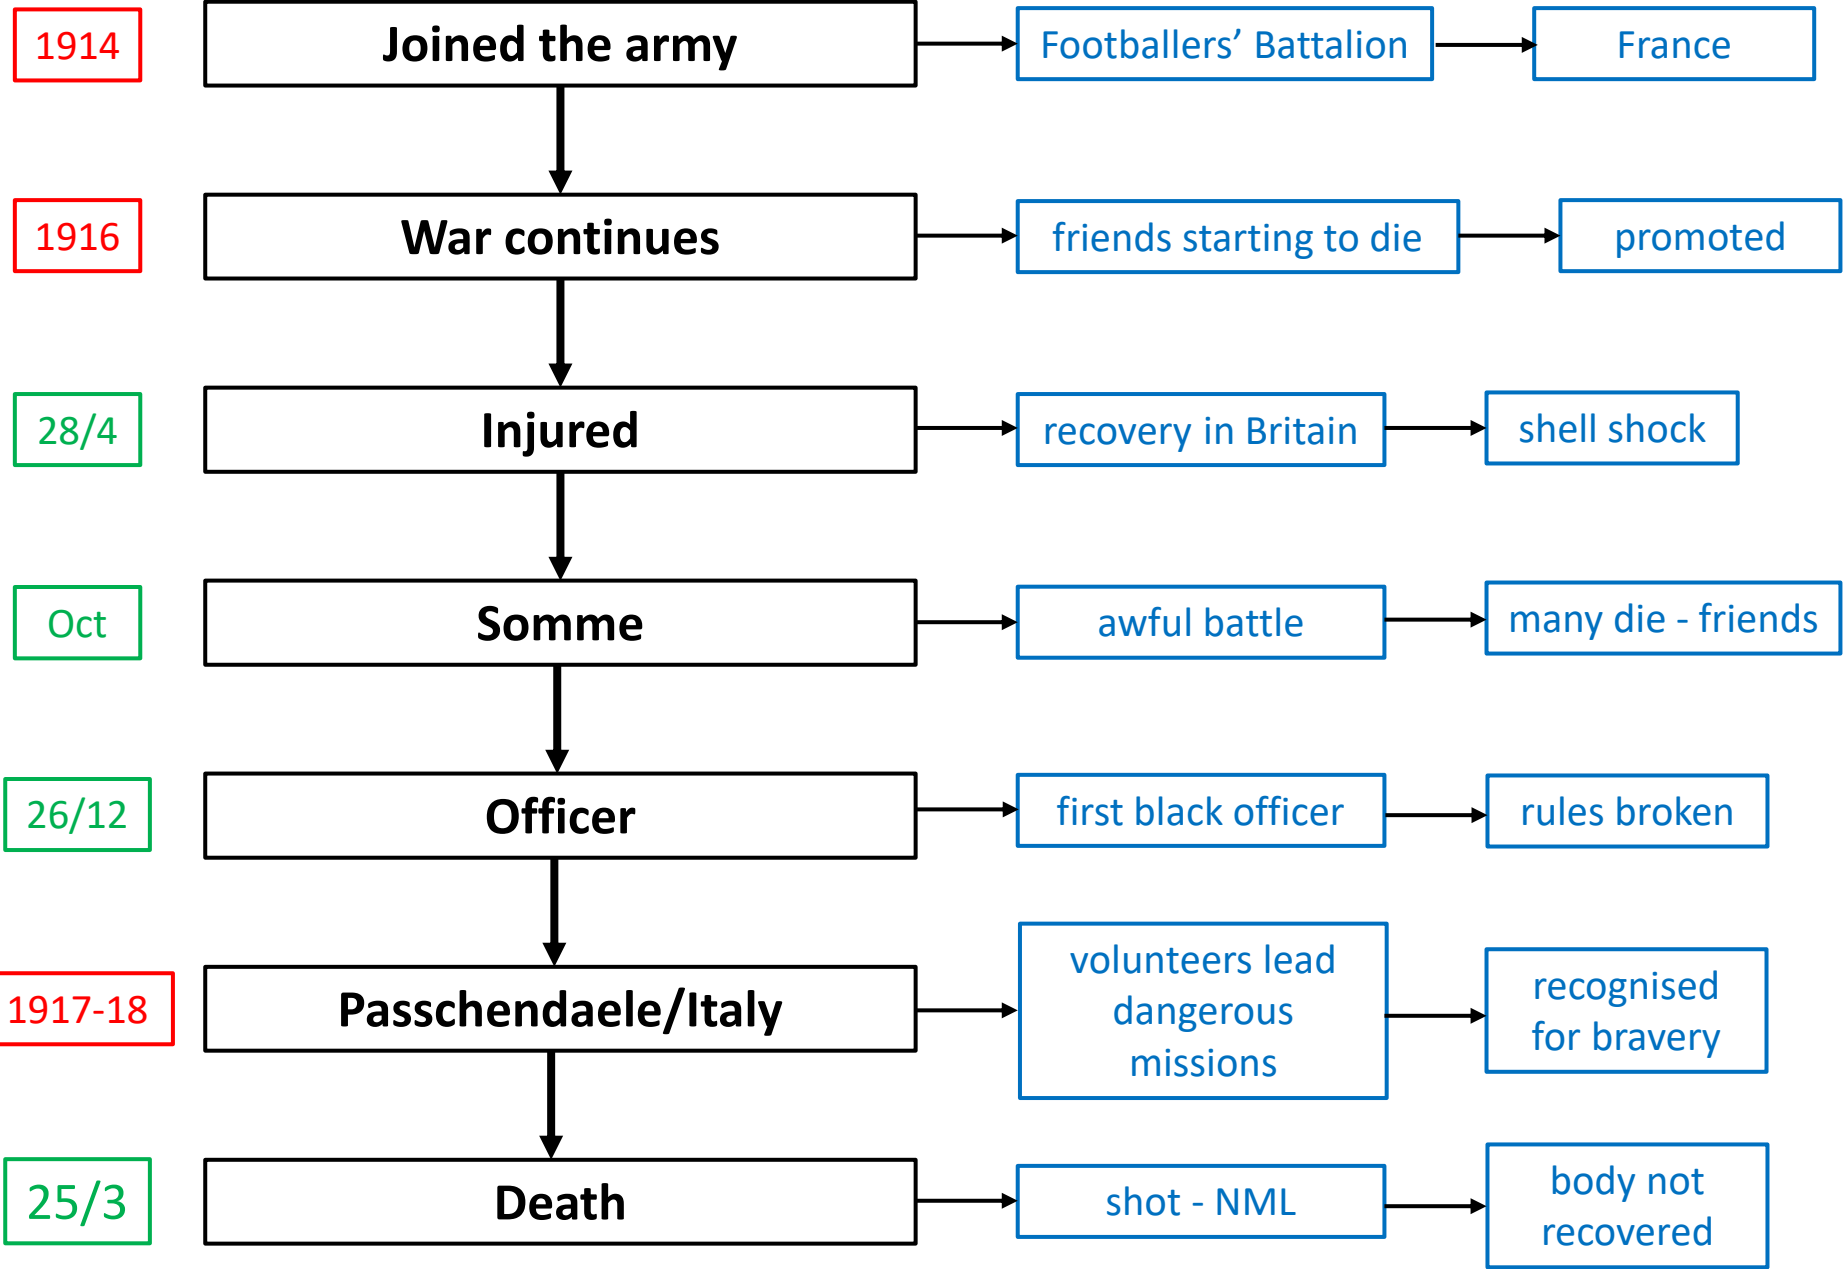 1914
Joined the army
Footballers’ Battalion
France
1916
War continues
friends starting to die
promoted
28/4
Injured
recovery in Britain
shell shock
Oct
Somme
awful battle
many die - friends
26/12
Officer
first black officer
rules broken
1917-18
Passchendaele/Italy
volunteers lead
dangerous
missions
recognised
for bravery
25/3
Death
shot - NML
body not
recovered